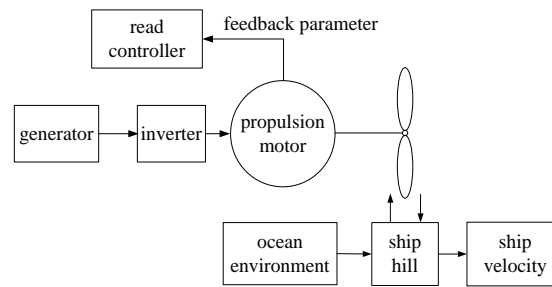 read
controller
feedback parameter
generator
inverter
propulsion
motor
ocean
environment
ship
hill
ship
velocity